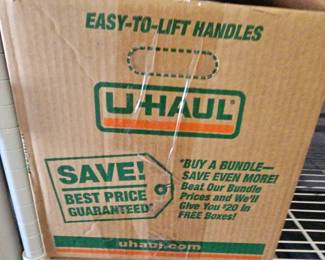 EASY-TO-LIFT HANDLES
U-HAUL®
SAVE!
BEST PRICE
GUARANTEED*
*BUY A BUNDLE—
SAVE EVEN MORE!
Beat Our Bundle
Prices and We'll
Give You $20 in
FREE Boxes!
uhaul.com